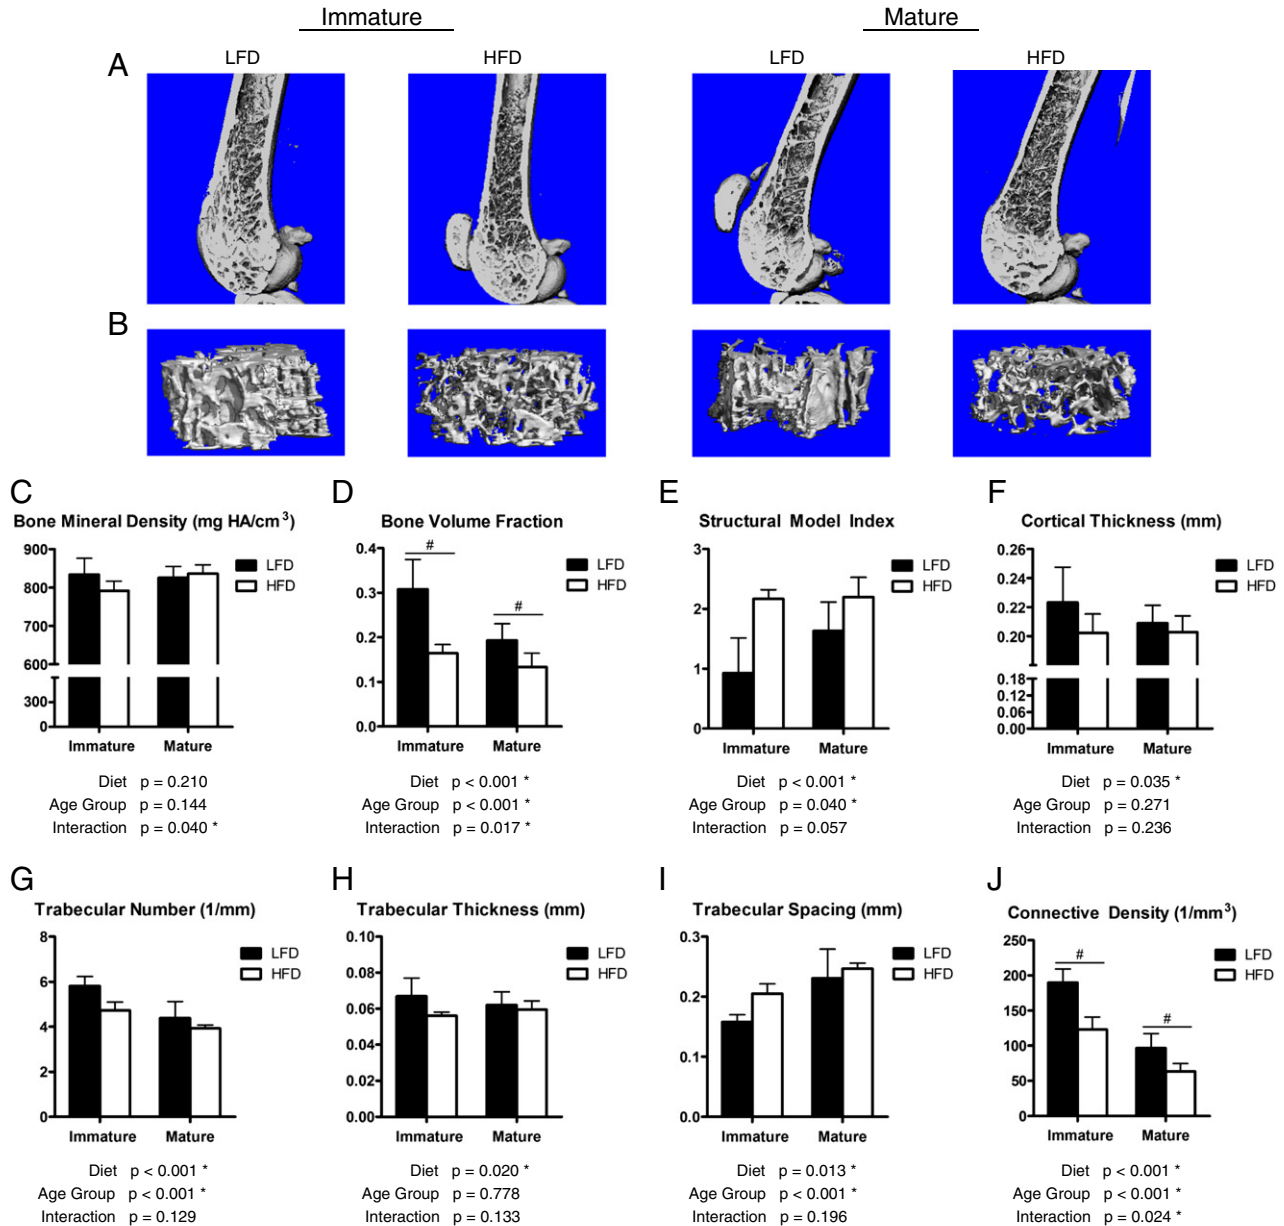 Immature Mature
LFD HFD LFD HFD
A
B
C D E F
Bone Mineral Density (mg HA/cm³)
900
800
700
600
300
0
LFD
HFD
Immature Mature
Diet p = 0.210
Age Group p = 0.144
Interaction p = 0.040 *
Bone Volume Fraction
0.4
0.3
0.2
0.1
0.0
#
#
LFD
HFD
Immature Mature
Diet p < 0.001 *
Age Group p < 0.001 *
Interaction p = 0.017 *
Structural Model Index
3
2
1
0
LFD
HFD
Immature Mature
Diet p < 0.001 *
Age Group p = 0.040 *
Interaction p = 0.057
Cortical Thickness (mm)
0.26
0.24
0.22
0.20
0.18
0.12
0.06
0.00
LFD
HFD
Immature Mature
Diet p = 0.035 *
Age Group p = 0.271
Interaction p = 0.236
G H I J
Trabecular Number (1/mm)
8
6
4
2
0
LFD
HFD
Immature Mature
Diet p < 0.001 *
Age Group p < 0.001 *
Interaction p = 0.129
Trabecular Thickness (mm)
0.10
0.08
0.06
0.04
0.02
0.00
LFD
HFD
Immature Mature
Diet p = 0.020 *
Age Group p = 0.778
Interaction p = 0.133
Trabecular Spacing (mm)
0.3
0.2
0.1
0.0
LFD
HFD
Immature Mature
Diet p = 0.013 *
Age Group p < 0.001 *
Interaction p = 0.196
Connective Density (1/mm³)
250
200
150
100
50
0
#
#
LFD
HFD
Immature Mature
Diet p < 0.001 *
Age Group p < 0.001 *
Interaction p = 0.024 *